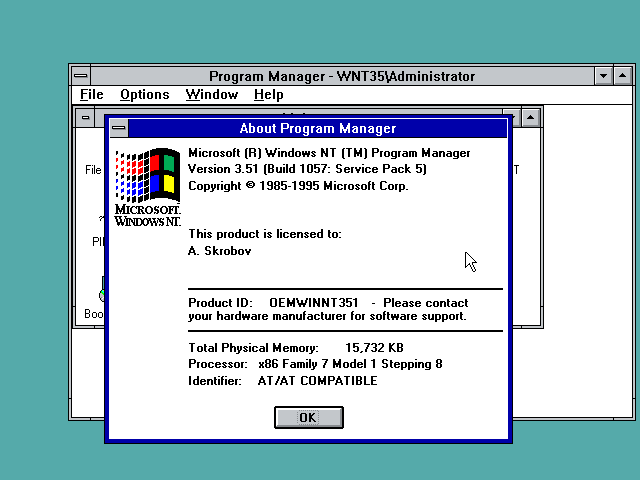 Program Manager - WNT35\Administrator
File Options Window Help
About Program Manager
File
MICROSOFT.
WINDOWS NT.
Microsoft (R) Windows NT (TM) Program Manager
Version 3.51 (Build 1057: Service Pack 5)
Copyright © 1985-1995 Microsoft Corp.
This product is licensed to:
A. Skrobov
Product ID: OEMWINNT351 - Please contact
your hardware manufacturer for software support.
Total Physical Memory: 15,732 KB
Processor: x86 Family 7 Model 1 Stepping 8
Identifier: AT/AT COMPATIBLE
OK